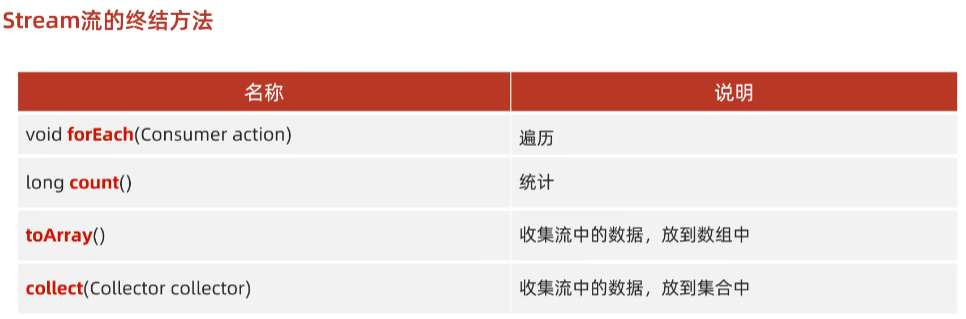 Stream流的终结方法
名称 说明
void forEach(Consumer action) 遍历
long count() 统计
toArray() 收集流中的数据，放到数组中
collect(Collector collector) 收集流中的数据，放到集合中